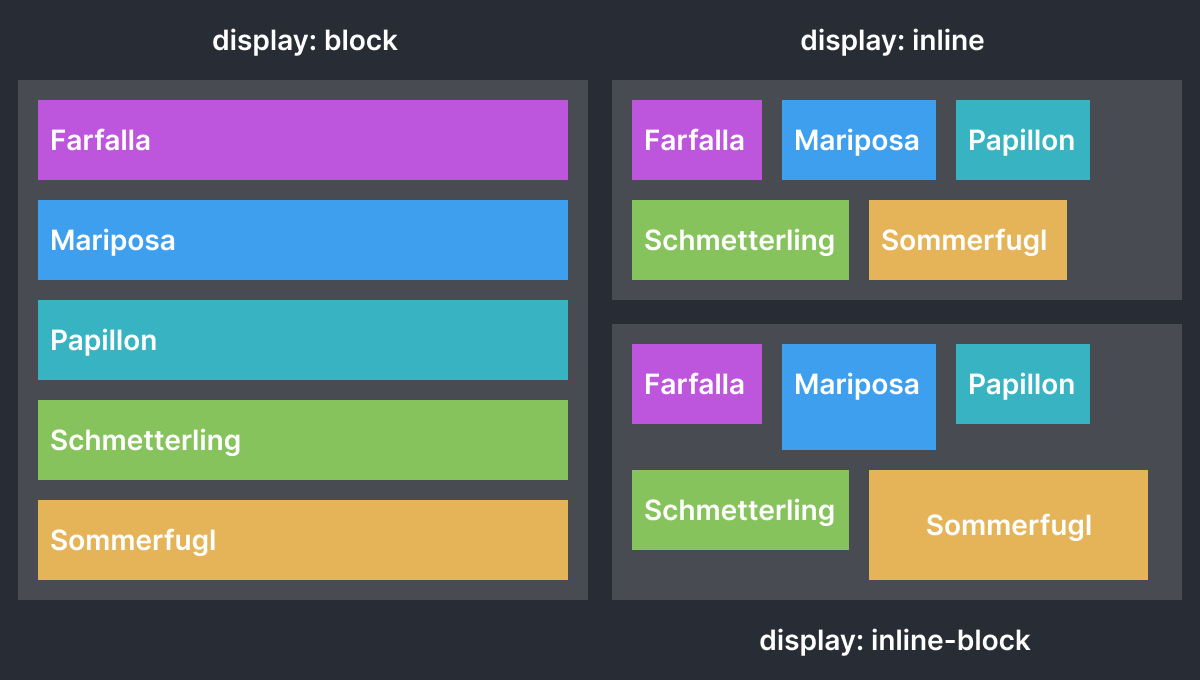 display: block
Farfalla
Mariposa
Papillon
Schmetterling
Sommerfugl
display: inline
Farfalla Mariposa Papillon
Schmetterling Sommerfugl
Farfalla Mariposa Papillon
Schmetterling Sommerfugl
display: inline-block